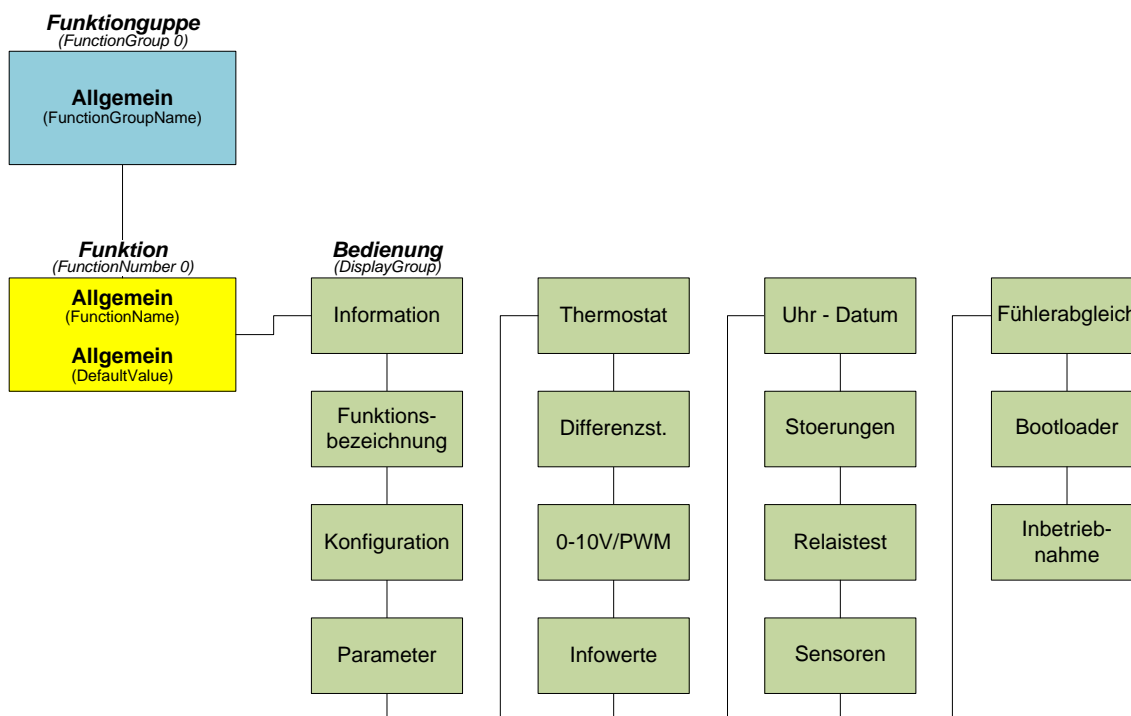 Funktionguppe
(FunctionGroup 0)
Allgemein
(FunctionGroupName)
Funktion
(FunctionNumber 0)
Allgemein
(FunctionName)
Allgemein
(DefaultValue)
Bedienung
(DisplayGroup)
Information
Funktions-
bezeichnung
Konfiguration
Parameter
Thermostat
Differenzst.
0-10V/PWM
Infowerte
Uhr - Datum
Stoerungen
Relaistest
Sensoren
Fühlerabgleich
Bootloader
Inbetrieb-
nahme